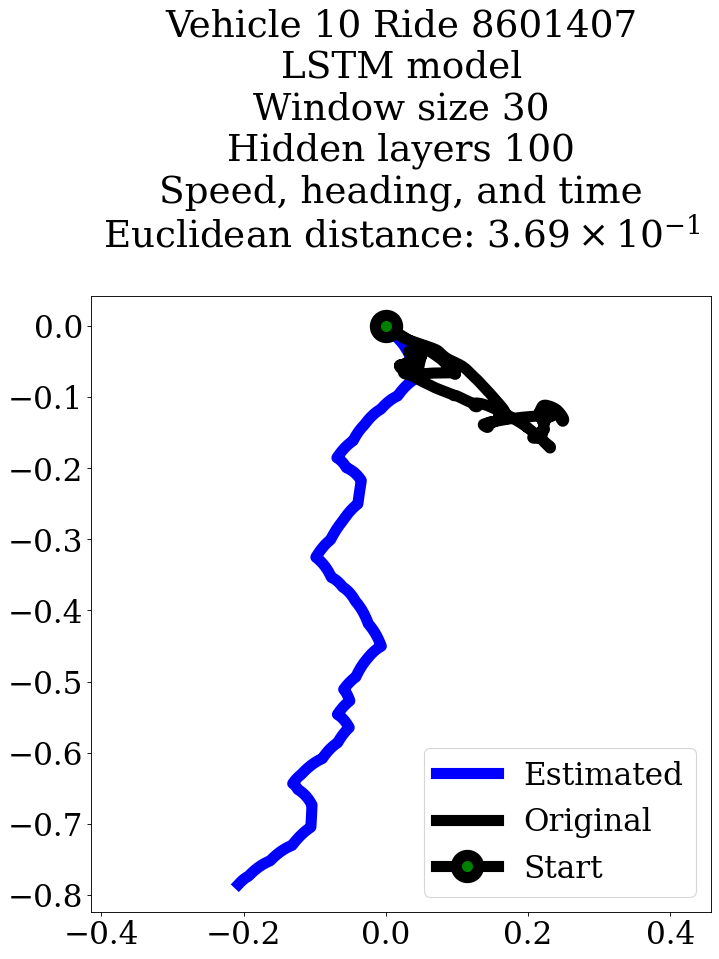 Vehicle 10 Ride 8601407
LSTM model
Window size 30
Hidden layers 100
Speed, heading, and time
Euclidean distance: 3.69 × 10⁻¹
0.0
−0.1
−0.2
−0.3
−0.4
−0.5
−0.6
−0.7
−0.8
Estimated
Original
Start
−0.4 −0.2 0.0 0.2 0.4